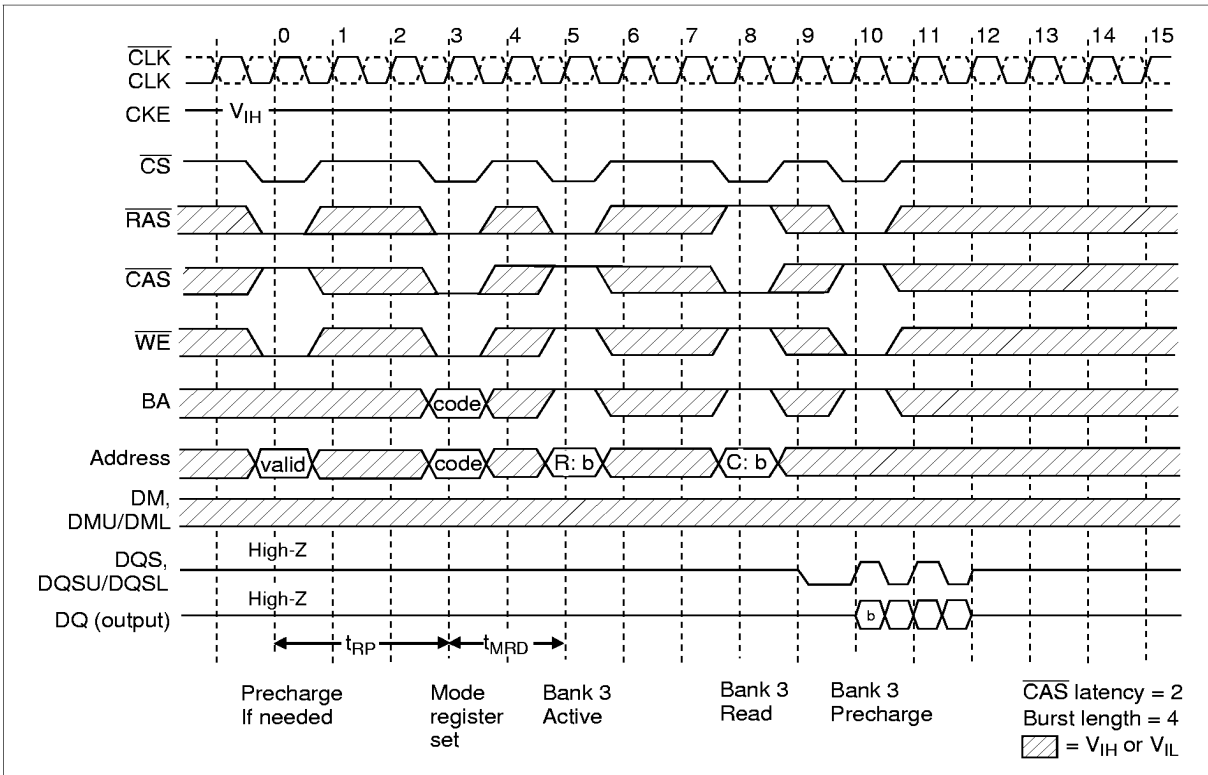 0 1 2 3 4 5 6 7 8 9 10 11 12 13 14 15
CLK
CLK
CKE
VIH
CS
RAS
CAS
WE
BA
code
Address
valid
code
R: b
C: b
DM,
DMU/DML
High-Z
DQS,
DQSU/DQSL
High-Z
DQ (output)
b
tRP
tMRD
Precharge
If needed
Mode
register
set
Bank 3
Active
Bank 3
Read
Bank 3
Precharge
CAS latency = 2
Burst length = 4
= VIH or VIL